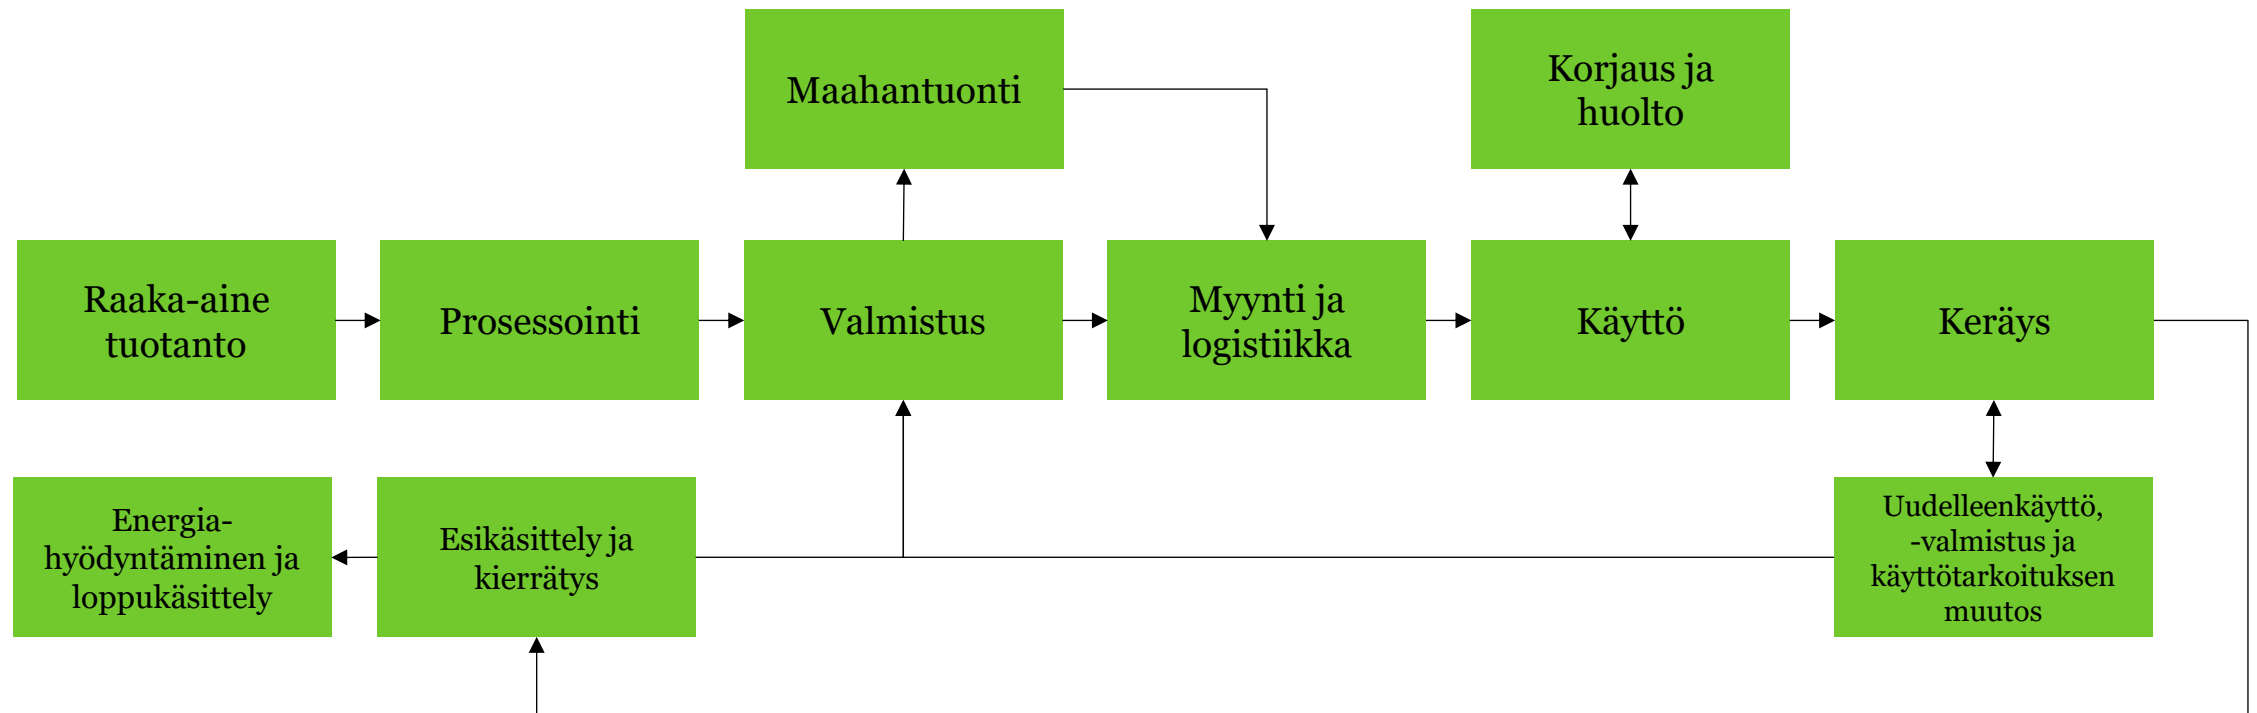 Maahantuonti
Korjaus ja
huolto
Raaka-aine
tuotanto
Prosessointi
Valmistus
Myynti ja
logistiikka
Käyttö
Keräys
Energia-
hyödyntäminen ja
loppukäsittely
Esikäsittely ja
kierrätys
Uudelleenkäyttö,
-valmistus ja
käyttötarkoituksen
muutos